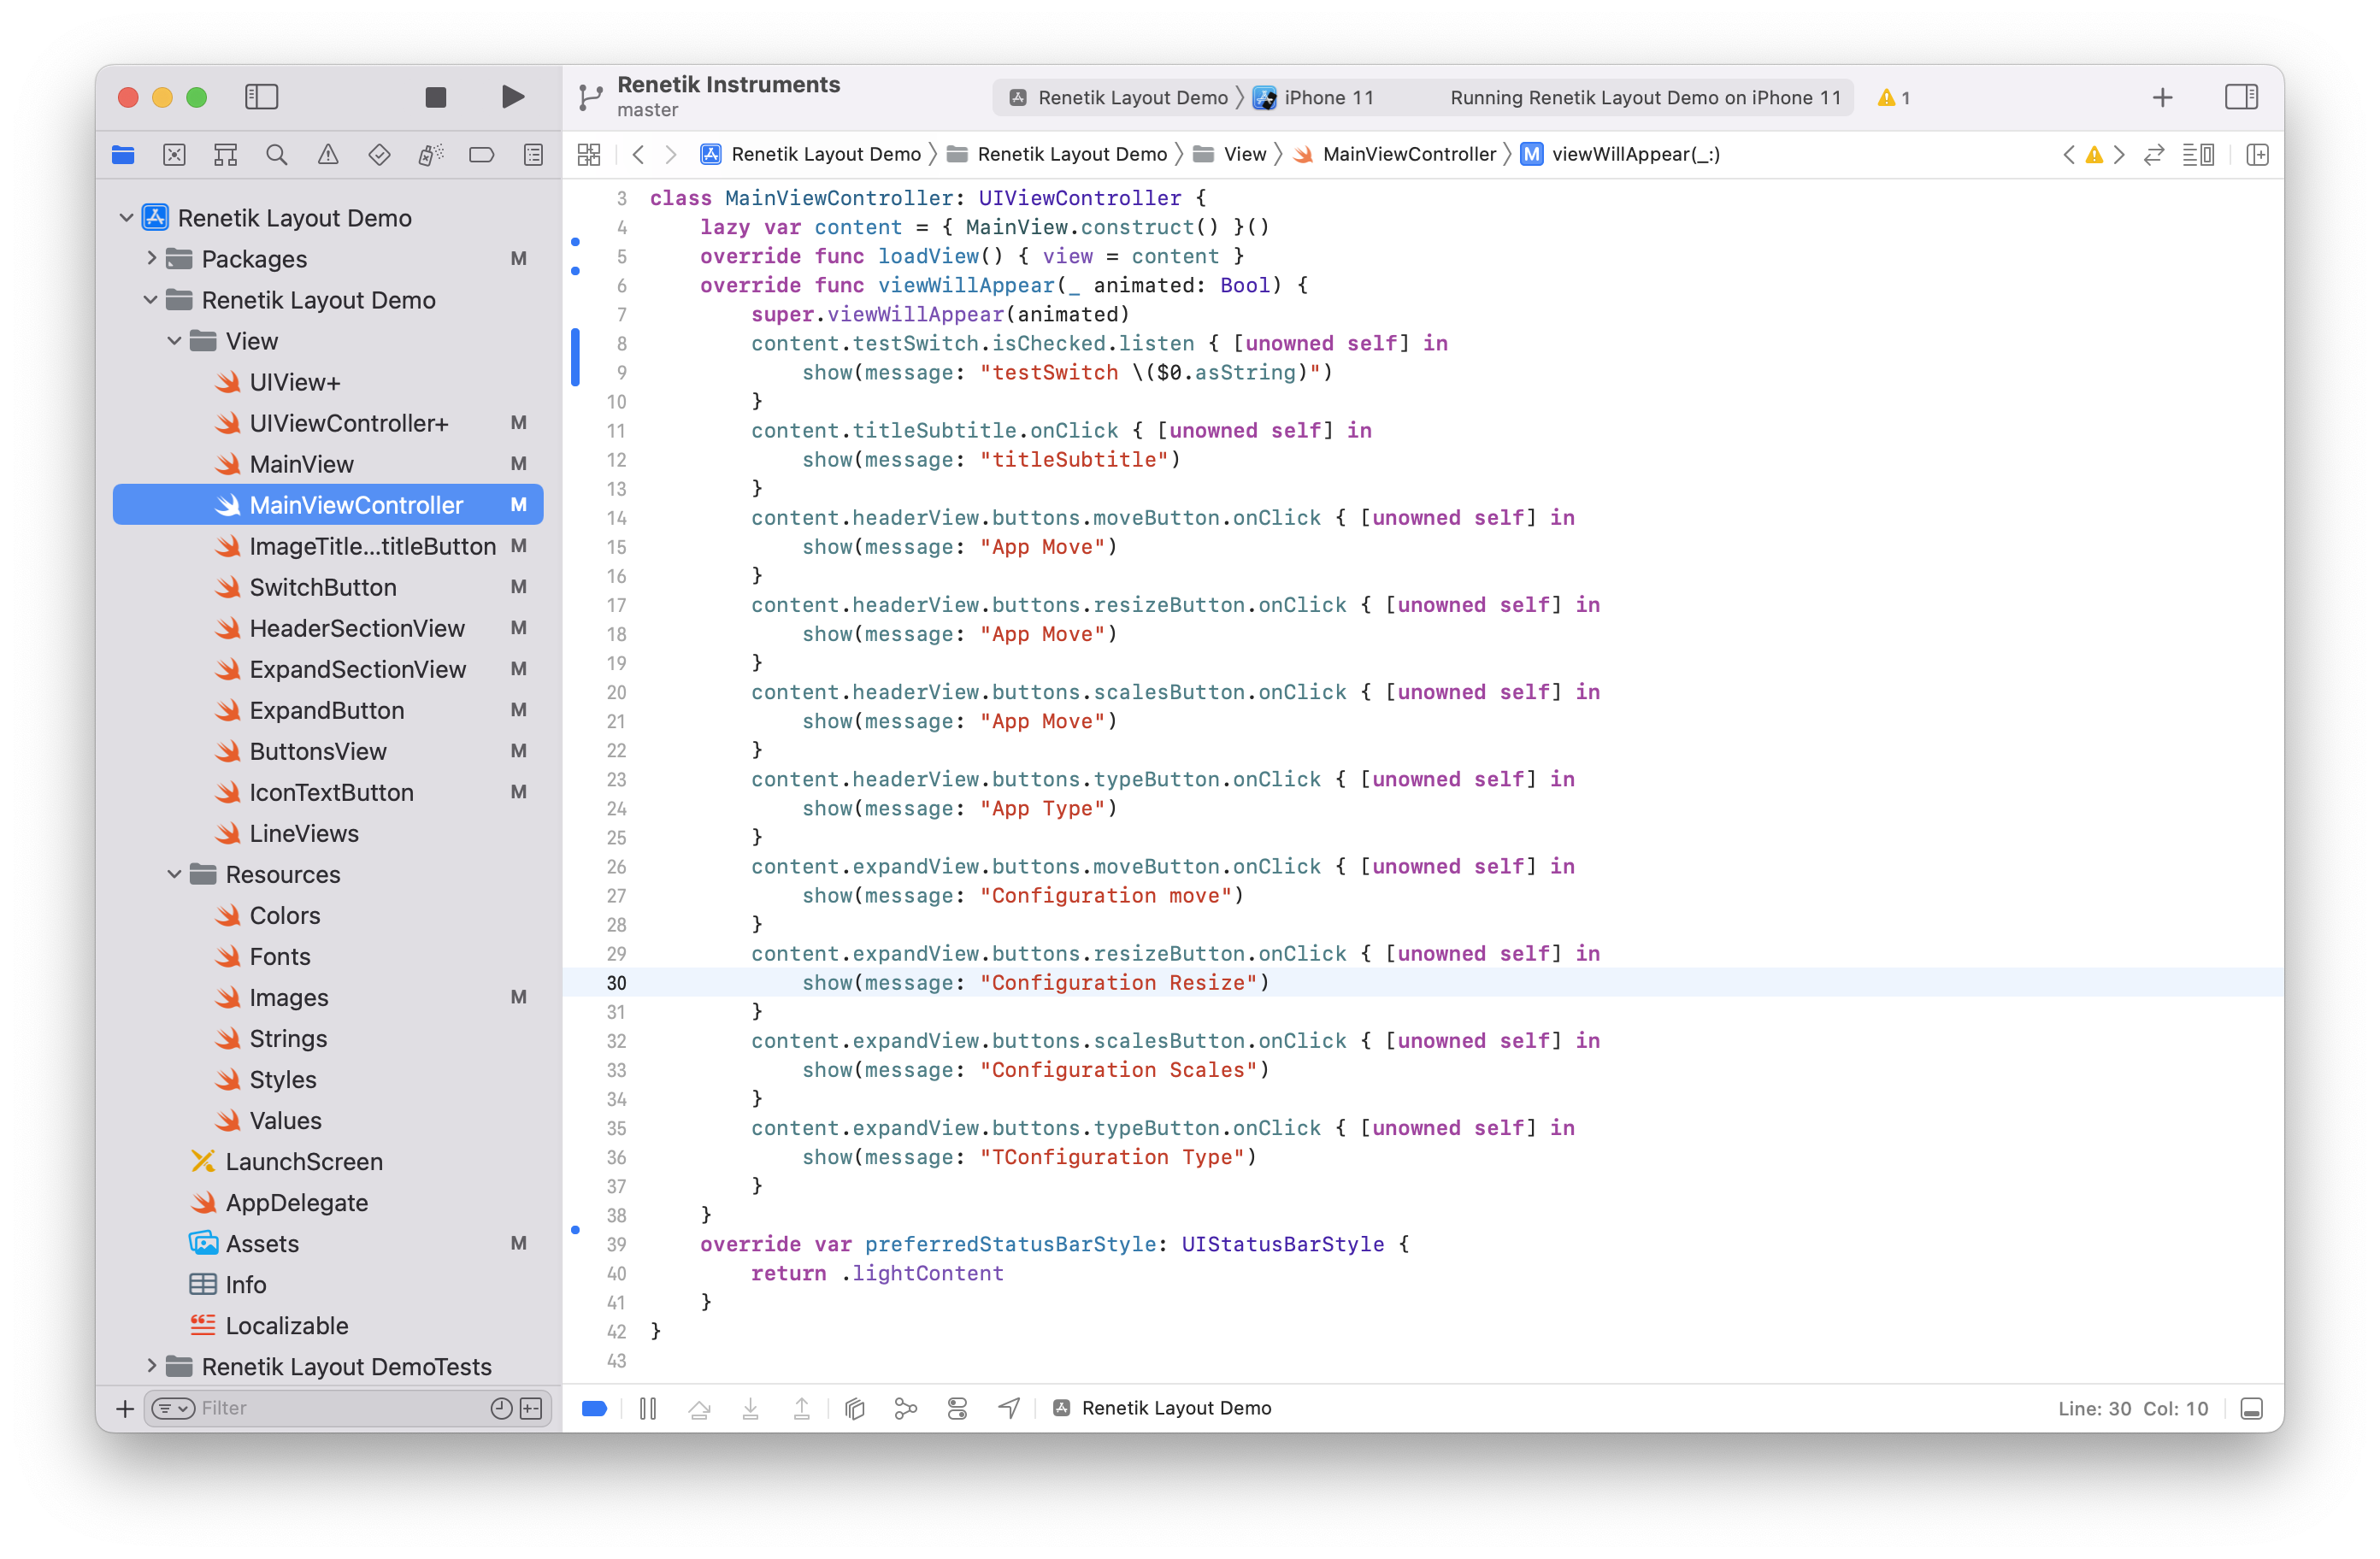 Renetik Instruments
master
Renetik Layout Demo
iPhone 11
Running Renetik Layout Demo on iPhone 11
1
Renetik Layout Demo
Renetik Layout Demo
View
MainViewController
M
viewWillAppear(_:)
Renetik Layout Demo
Packages M
Renetik Layout Demo
View
UIView+
UIViewController+ M
MainView M
MainViewController M
ImageTitle...titleButton M
SwitchButton M
HeaderSectionView M
ExpandSectionView M
ExpandButton M
ButtonsView M
IconTextButton M
LineViews
Resources
Colors
Fonts
Images M
Strings
Styles
Values
LaunchScreen
AppDelegate
Assets M
Info
Localizable
Renetik Layout DemoTests
Filter
3 class MainViewController: UIViewController {
4     lazy var content = { MainView.construct() }()
5     override func loadView() { view = content }
6     override func viewWillAppear(_ animated: Bool) {
7         super.viewWillAppear(animated)
8         content.testSwitch.isChecked.listen { [unowned self] in
9             show(message: "testSwitch \($0.asString)")
10         }
11         content.titleSubtitle.onClick { [unowned self] in
12             show(message: "titleSubtitle")
13         }
14         content.headerView.buttons.moveButton.onClick { [unowned self] in
15             show(message: "App Move")
16         }
17         content.headerView.buttons.resizeButton.onClick { [unowned self] in
18             show(message: "App Move")
19         }
20         content.headerView.buttons.scalesButton.onClick { [unowned self] in
21             show(message: "App Move")
22         }
23         content.headerView.buttons.typeButton.onClick { [unowned self] in
24             show(message: "App Type")
25         }
26         content.expandView.buttons.moveButton.onClick { [unowned self] in
27             show(message: "Configuration move")
28         }
29         content.expandView.buttons.resizeButton.onClick { [unowned self] in
30             show(message: "Configuration Resize")
31         }
32         content.expandView.buttons.scalesButton.onClick { [unowned self] in
33             show(message: "Configuration Scales")
34         }
35         content.expandView.buttons.typeButton.onClick { [unowned self] in
36             show(message: "TConfiguration Type")
37         }
38     }
39     override var preferredStatusBarStyle: UIStatusBarStyle {
40         return .lightContent
41     }
42 }
43
Renetik Layout Demo
Line: 30 Col: 10